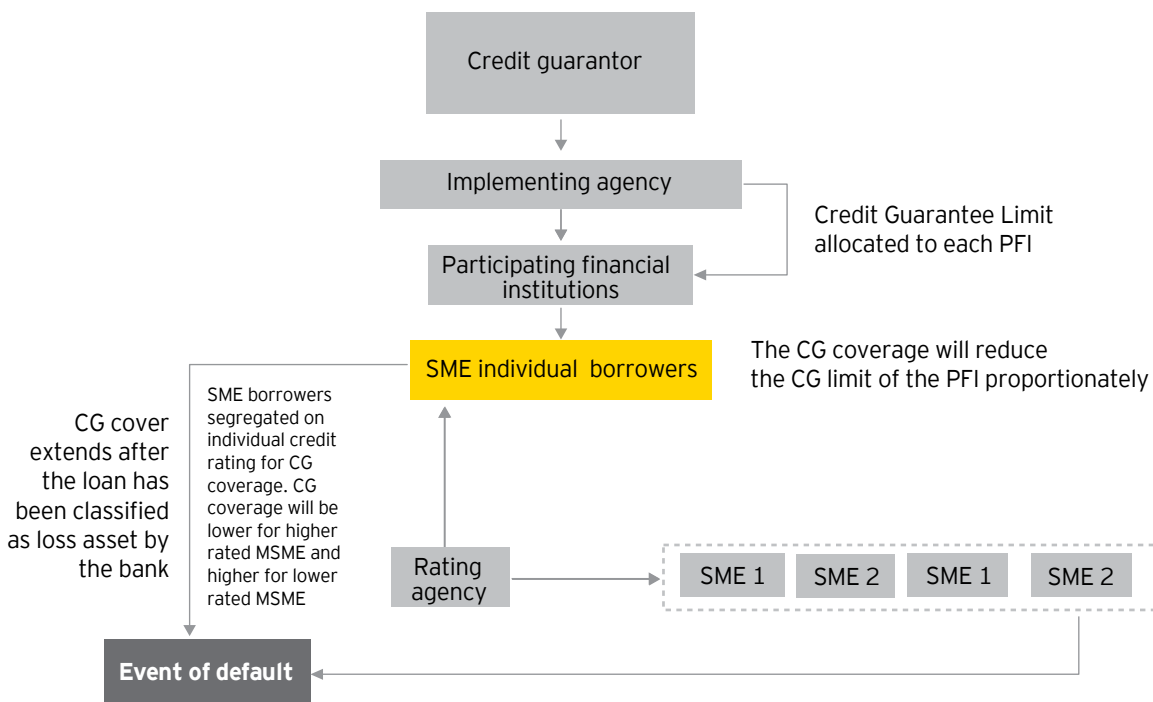 Credit guarantor
Implementing agency
Credit Guarantee Limit
allocated to each PFI
Participating financial
institutions
SME individual borrowers
The CG coverage will reduce
the CG limit of the PFI proportionately
CG cover
extends after
the loan has
been classified
as loss asset by
the bank
SME borrowers
segregated on
individual credit
rating for CG
coverage. CG
coverage will be
lower for higher
rated MSME and
higher for lower
rated MSME
Rating
agency
SME 1
SME 2
SME 1
SME 2
Event of default